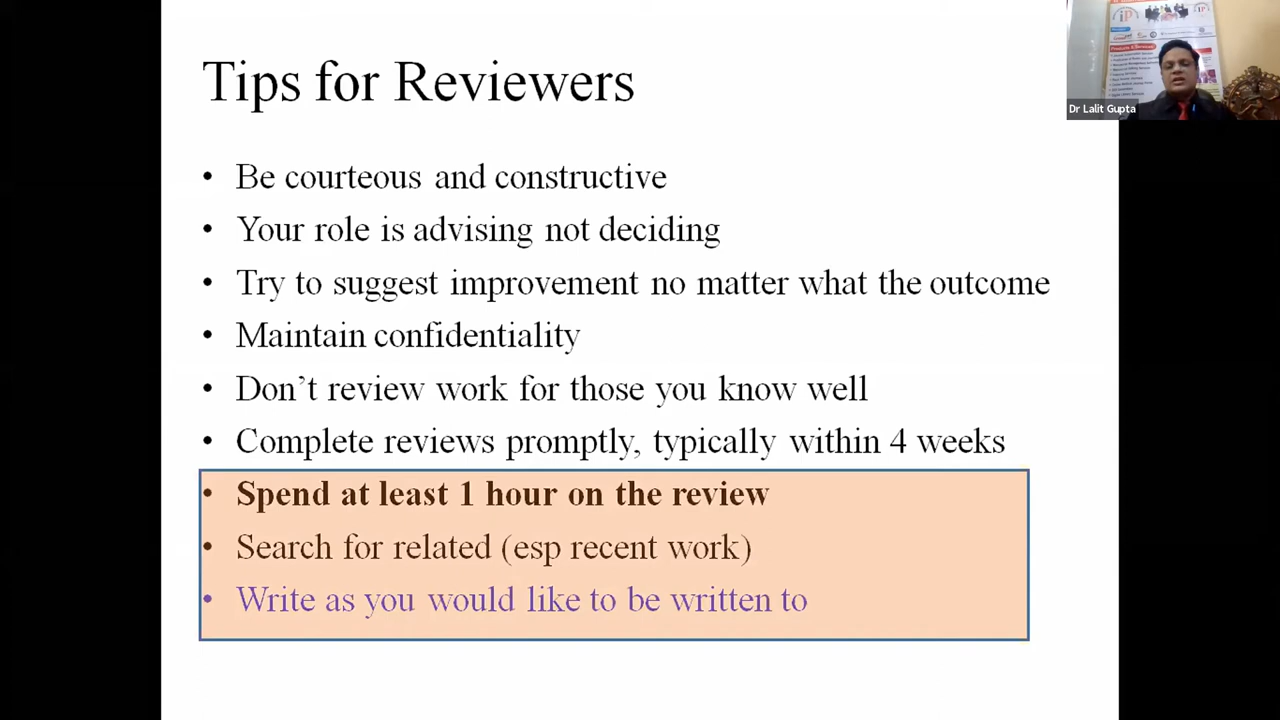 Tips for Reviewers
• Be courteous and constructive
• Your role is advising not deciding
• Try to suggest improvement no matter what the outcome
• Maintain confidentiality
• Don’t review work for those you know well
• Complete reviews promptly, typically within 4 weeks
• Spend at least 1 hour on the review
• Search for related (esp recent work)
• Write as you would like to be written to
Dr Lalit Gupta